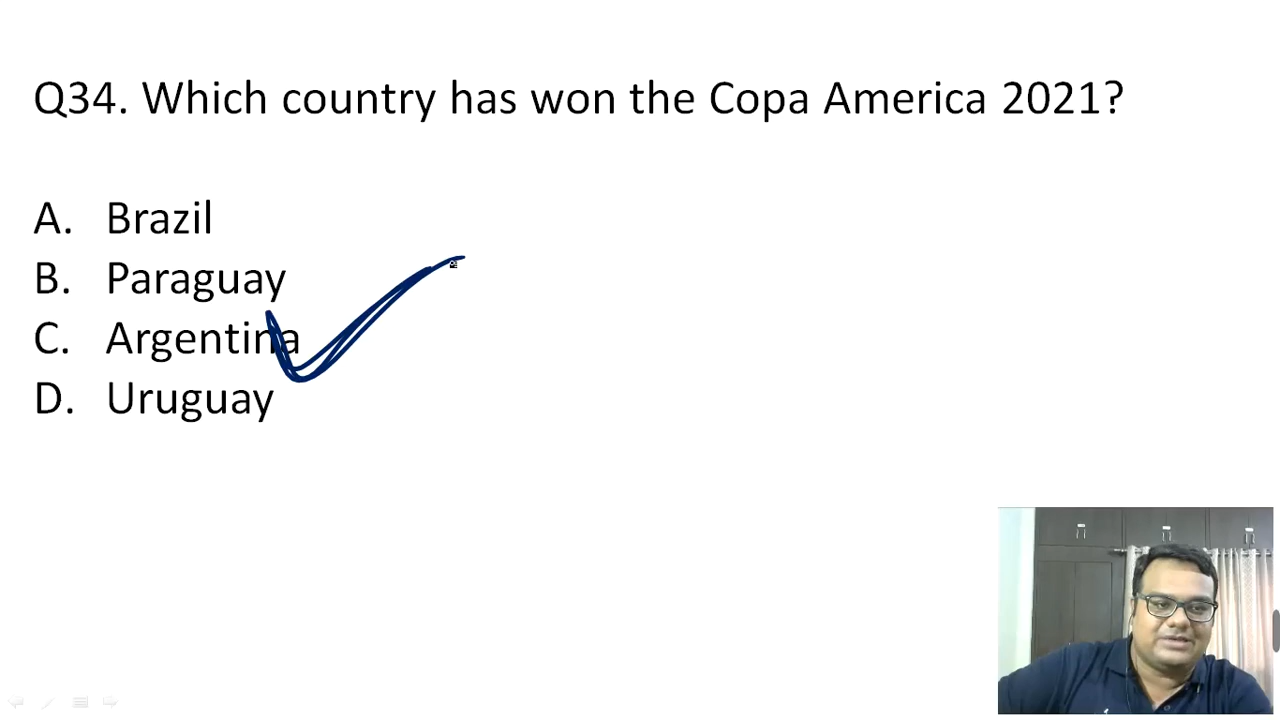 Q34. Which country has won the Copa America 2021?
A. Brazil
B. Paraguay
C. Argentina
D. Uruguay